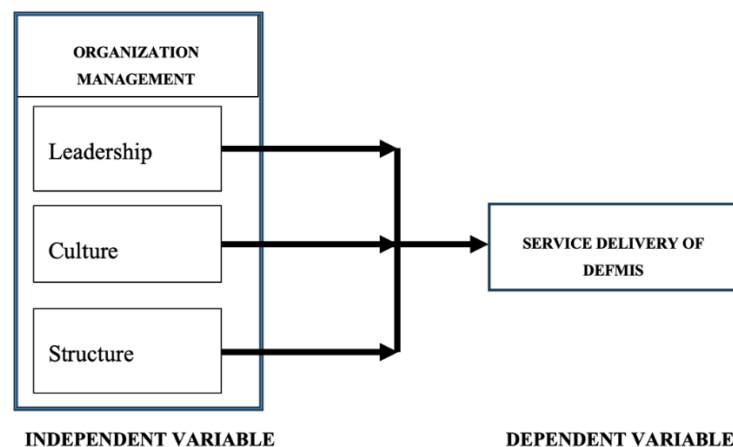 ORGANIZATION
MANAGEMENT
Leadership
Culture
Structure
SERVICE DELIVERY OF
DEFMIS
INDEPENDENT VARIABLE
DEPENDENT VARIABLE